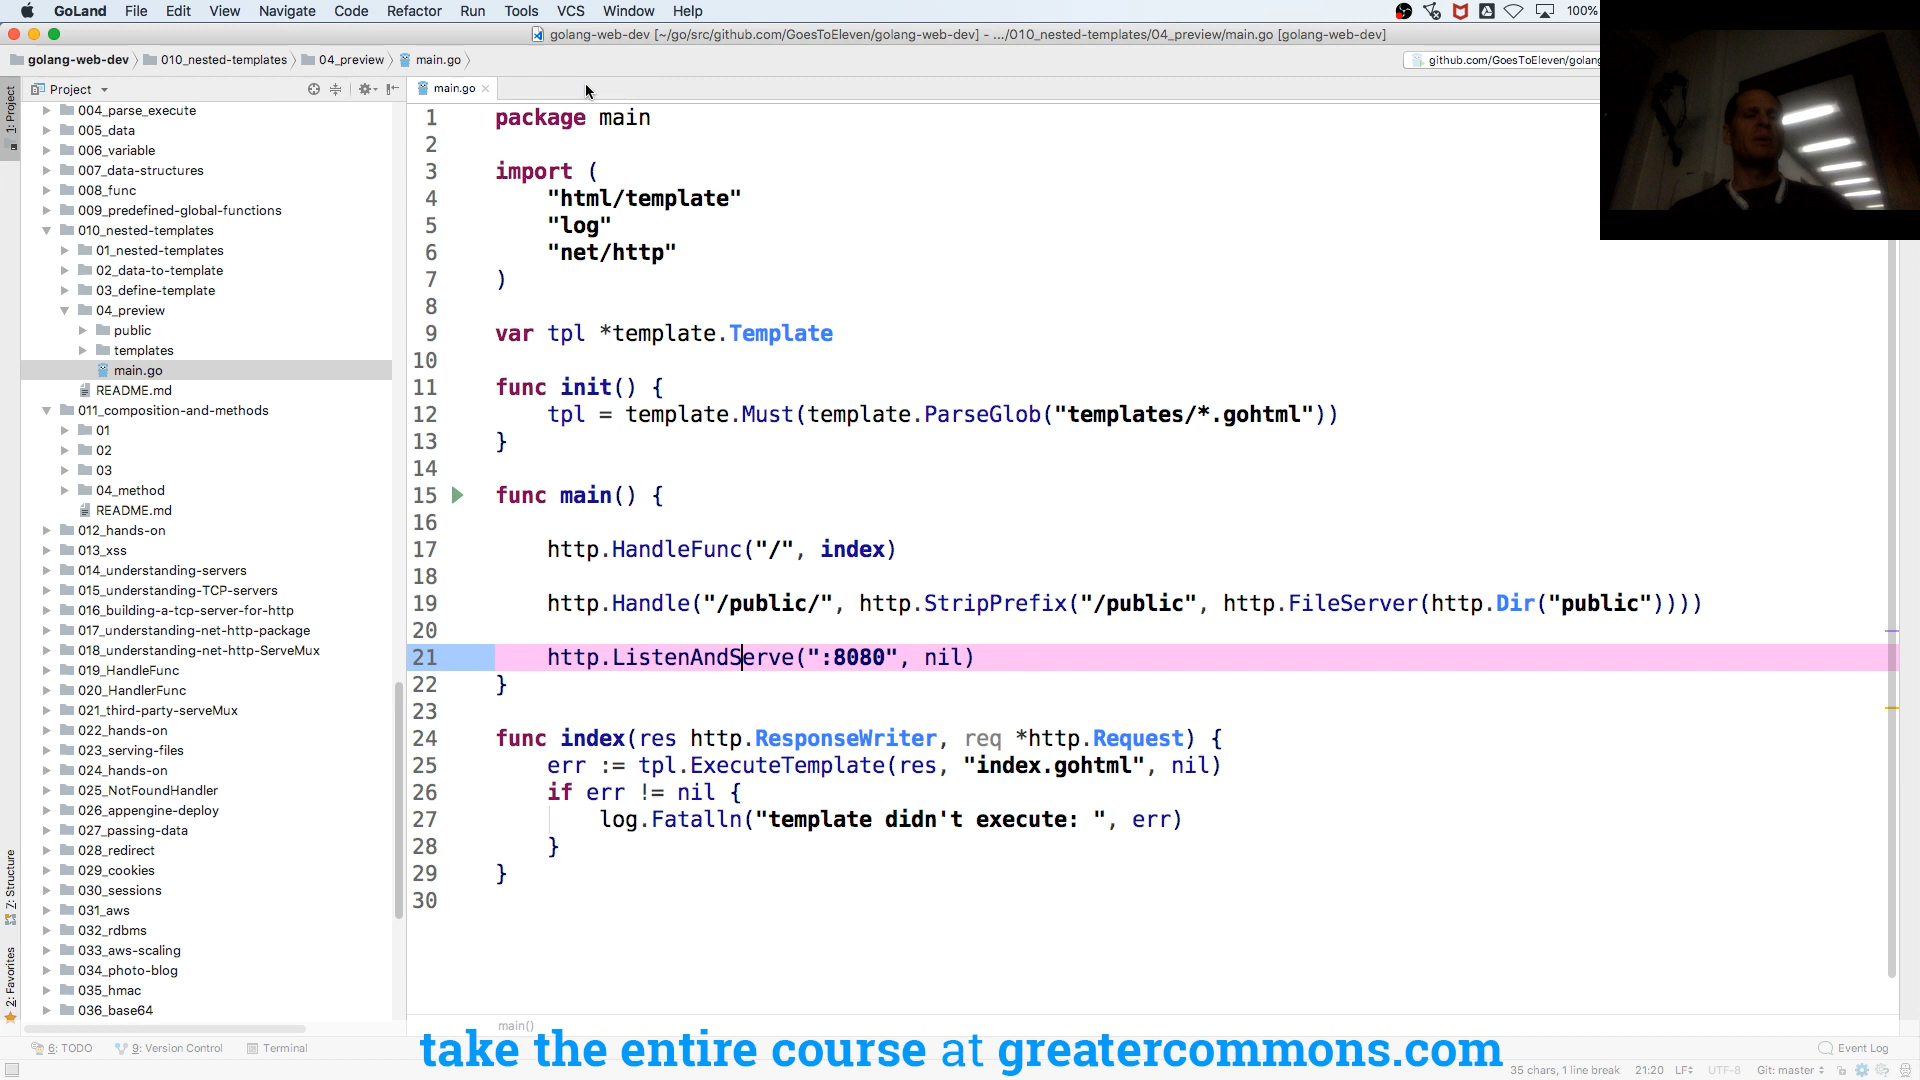 GoLand File Edit View Navigate Code Refactor Run Tools VCS Window Help 100%
golang-web-dev [~/go/src/github.com/GoesToEleven/golang-web-dev] - .../010_nested-templates/04_preview/main.go [golang-web-dev]
golang-web-dev 010_nested-templates 04_preview main.go github.com/GoesToEleven/golang
Project main.go
1: Project
004_parse_execute
005_data
006_variable
007_data-structures
008_func
009_predefined-global-functions
010_nested-templates
01_nested-templates
02_data-to-template
03_define-template
04_preview
public
templates
main.go
README.md
011_composition-and-methods
01
02
03
04_method
README.md
012_hands-on
013_xss
014_understanding-servers
015_understanding-TCP-servers
016_building-a-tcp-server-for-http
017_understanding-net-http-package
018_understanding-net-http-ServeMux
019_HandleFunc
020_HandlerFunc
021_third-party-serveMux
022_hands-on
023_serving-files
024_hands-on
025_NotFoundHandler
026_appengine-deploy
027_passing-data
028_redirect
029_cookies
030_sessions
031_aws
032_rdbms
033_aws-scaling
034_photo-blog
035_hmac
036_base64
7: Structure
2: Favorites
1 package main
2
3 import (
4 "html/template"
5 "log"
6 "net/http"
7 )
8
9 var tpl *template.Template
10
11 func init() {
12 tpl = template.Must(template.ParseGlob("templates/*.gohtml"))
13 }
14
15 func main() {
16
17 http.HandleFunc("/", index)
18
19 http.Handle("/public/", http.StripPrefix("/public", http.FileServer(http.Dir("public"))))
20
21 http.ListenAndServe(":8080", nil)
22 }
23
24 func index(res http.ResponseWriter, req *http.Request) {
25 err := tpl.ExecuteTemplate(res, "index.gohtml", nil)
26 if err != nil {
27 log.Fatalln("template didn't execute: ", err)
28 }
29 }
30
main()
6: TODO 9: Version Control Terminal
take the entire course at greatercommons.com
Event Log
35 chars, 1 line break 21:20 LF UTF-8 Git: master